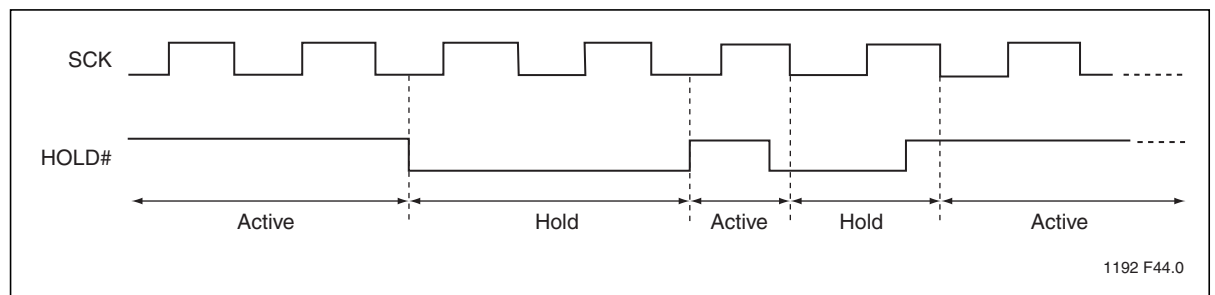 SCK
HOLD#
Active Hold Active Hold Active
1192 F44.0